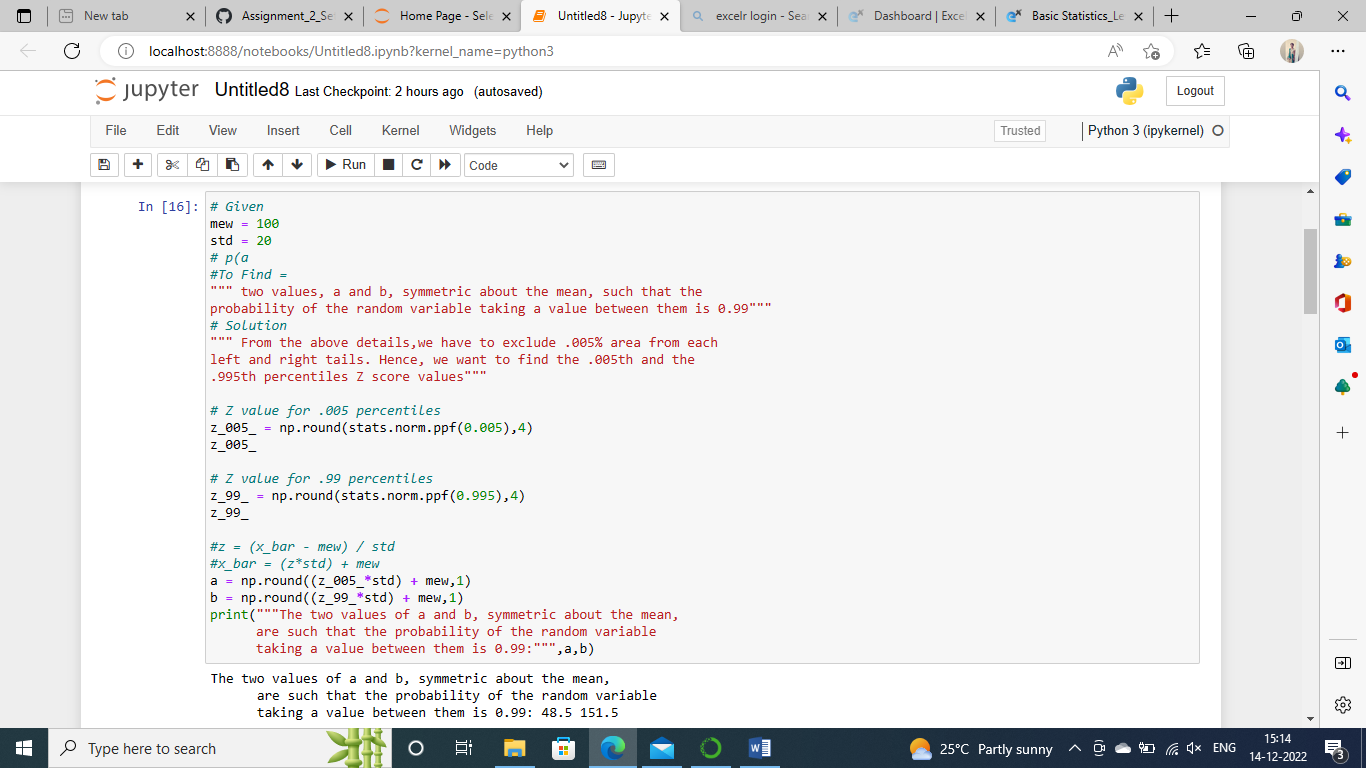 New tab
Assignment_2_Se
Home Page - Sele
Untitled8 - Jupyte
excelr login - Sea
Dashboard | Exce
Basic Statistics_Le
localhost:8888/notebooks/Untitled8.ipynb?kernel_name=python3
jupyter Untitled8 Last Checkpoint: 2 hours ago (autosaved)
Logout
File Edit View Insert Cell Kernel Widgets Help
Trusted
Python 3 (ipykernel)
Run
Code
In [16]:
# Given
mew = 100
std = 20
# p(a
#To Find =
""" two values, a and b, symmetric about the mean, such that the
probability of the random variable taking a value between them is 0.99"""
# Solution
""" From the above details,we have to exclude .005% area from each
left and right tails. Hence, we want to find the .005th and the
.995th percentiles Z score values"""
# Z value for .005 percentiles
z_005_ = np.round(stats.norm.ppf(0.005),4)
z_005_
# Z value for .99 percentiles
z_99_ = np.round(stats.norm.ppf(0.995),4)
z_99_
#z = (x_bar - mew) / std
#x_bar = (z*std) + mew
a = np.round((z_005_*std) + mew,1)
b = np.round((z_99_*std) + mew,1)
print("""The two values of a and b, symmetric about the mean,
are such that the probability of the random variable
taking a value between them is 0.99:""",a,b)
The two values of a and b, symmetric about the mean,
are such that the probability of the random variable
taking a value between them is 0.99: 48.5 151.5
Type here to search
25°C Partly sunny
ENG
15:14
14-12-2022
3